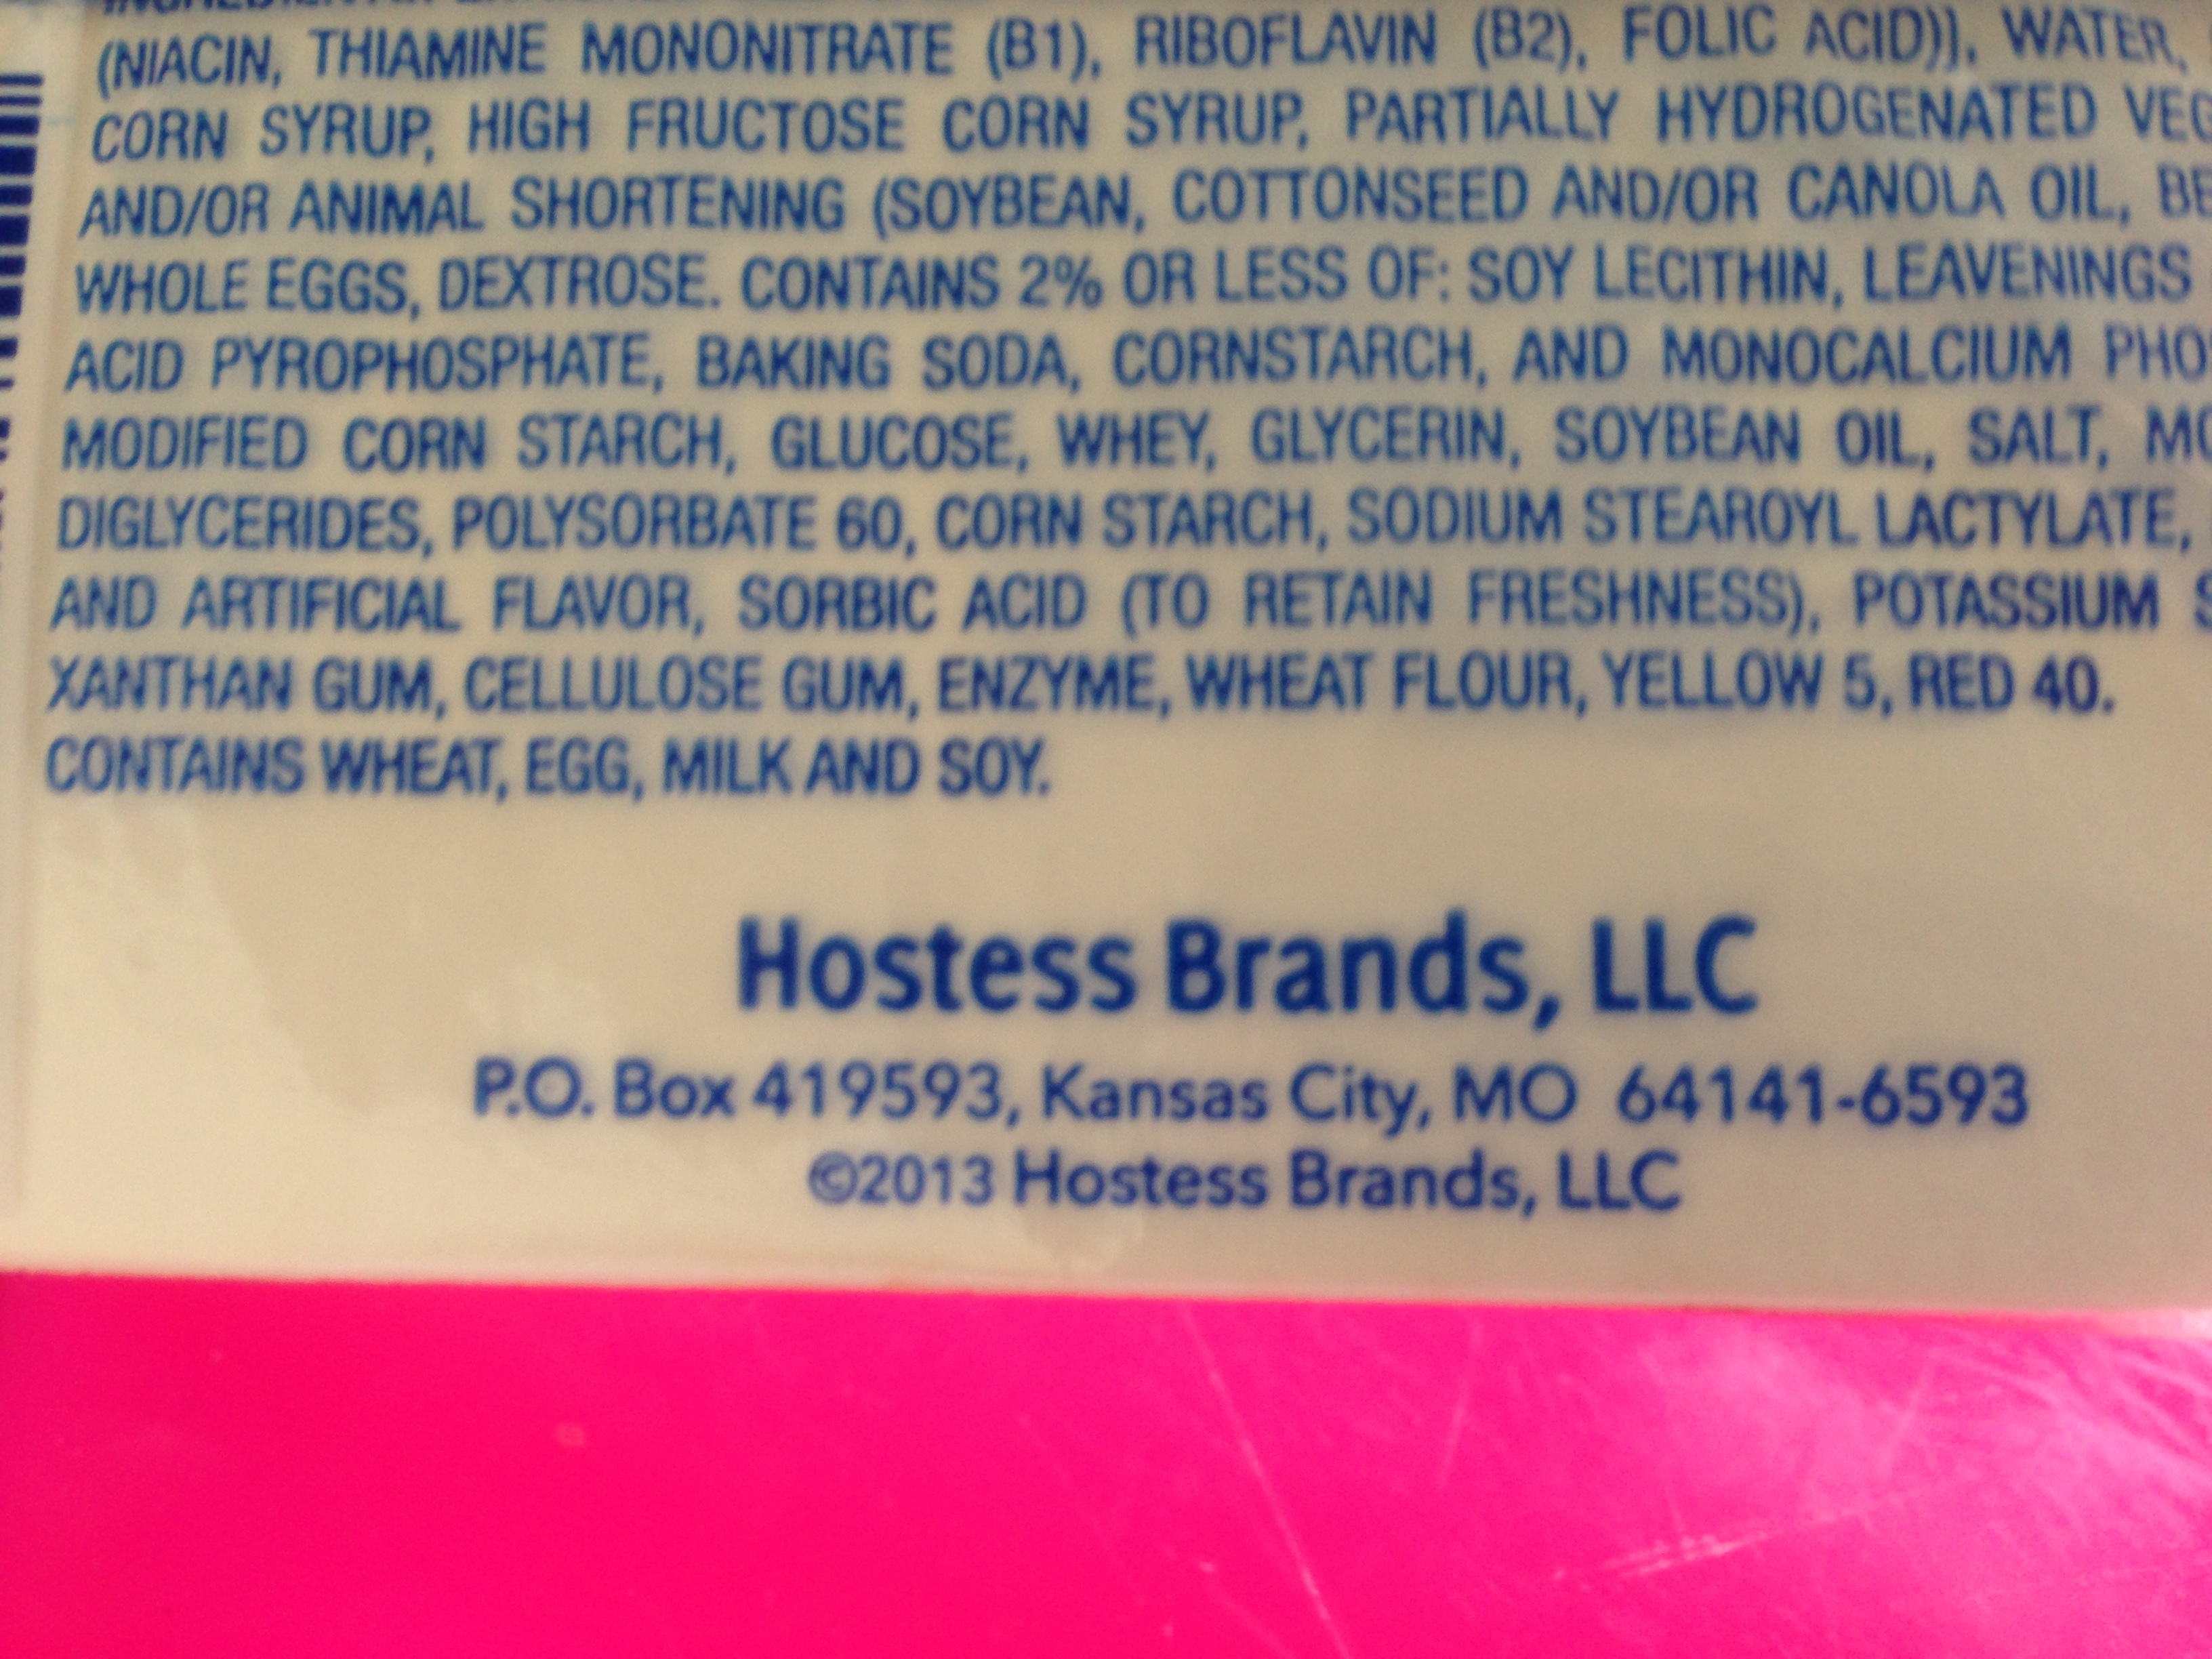 (NIACIN, THIAMINE MONONITRATE (B1), RIBOFLAVIN (B2), FOLIC ACID)], WATER,
CORN SYRUP, HIGH FRUCTOSE CORN SYRUP, PARTIALLY HYDROGENATED
AND/OR ANIMAL SHORTENING (SOYBEAN, COTTONSEED AND/OR CANOLA OIL,
WHOLE EGGS, DEXTROSE. CONTAINS 2% OR LESS OF: SOY LECITHIN, LEAVENINGS
ACID PYROPHOSPHATE, BAKING SODA, CORNSTARCH, AND MONOCALCIUM
MODIFIED CORN STARCH, GLUCOSE, WHEY, GLYCERIN, SOYBEAN OIL, SALT,
DIGLYCERIDES, POLYSORBATE 60, CORN STARCH, SODIUM STEAROYL LACTYLATE,
AND ARTIFICIAL FLAVOR, SORBIC ACID (TO RETAIN FRESHNESS), POTASSIUM
XANTHAN GUM, CELLULOSE GUM, ENZYME, WHEAT FLOUR, YELLOW 5, RED 40.
CONTAINS WHEAT, EGG, MILK AND SOY.
Hostess Brands, LLC
P.O. Box 419593, Kansas City, MO 64141-6593
©2013 Hostess Brands, LLC